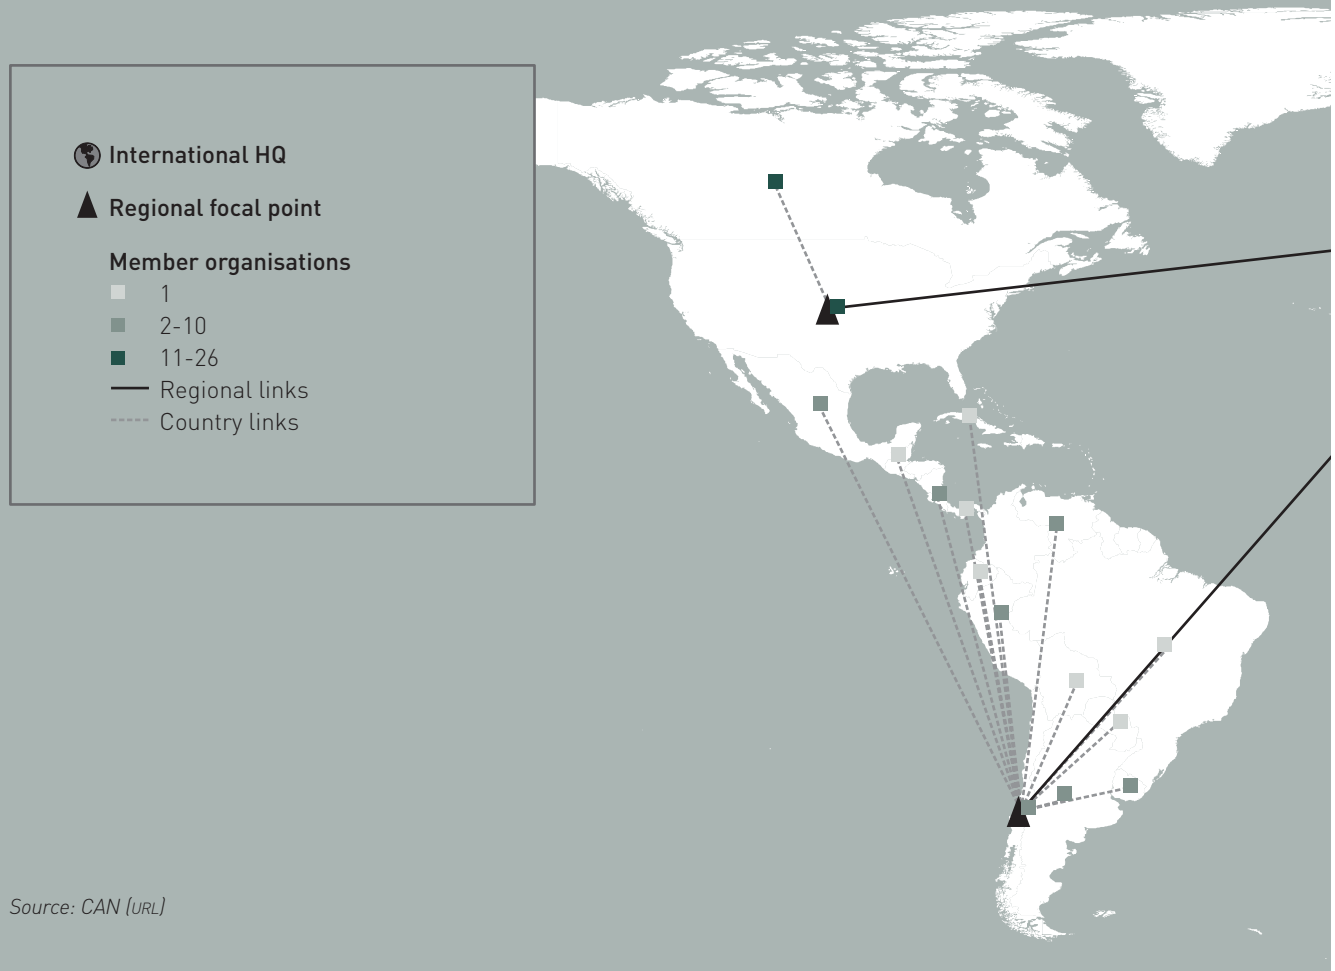 International HQ
Regional focal point
Member organisations
1
2-10
11-26
Regional links
Country links
Source: CAN (URL)